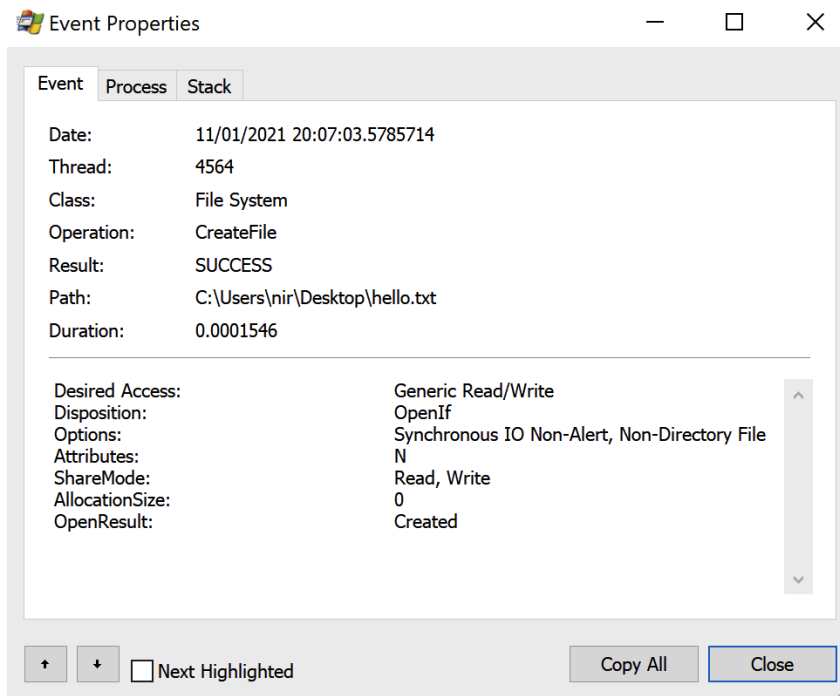 Event Properties
Event Process Stack
Date: 11/01/2021 20:07:03.5785714
Thread: 4564
Class: File System
Operation: CreateFile
Result: SUCCESS
Path: C:\Users\nir\Desktop\hello.txt
Duration: 0.0001546
Desired Access: Generic Read/Write
Disposition: OpenIf
Options: Synchronous IO Non-Alert, Non-Directory File
Attributes: N
ShareMode: Read, Write
AllocationSize: 0
OpenResult: Created
Next Highlighted Copy All Close